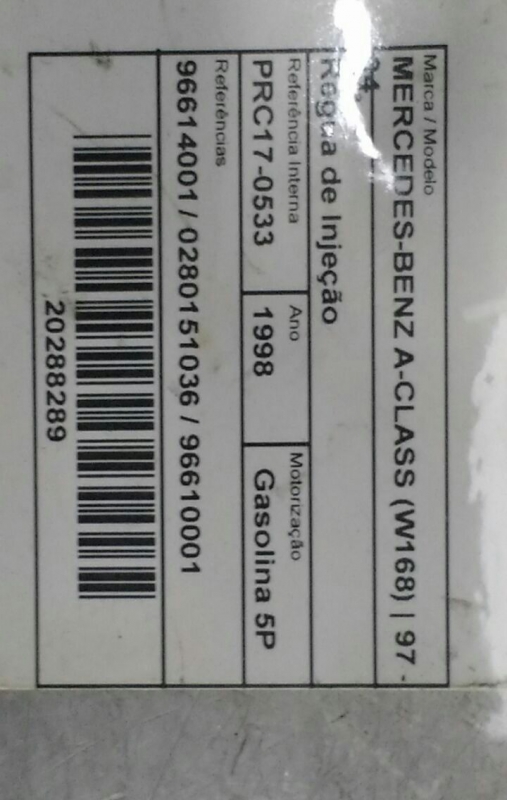 Marca / Modelo
MERCEDES-BENZ A-CLASS (W168) | 97 -
04,
Régua de Injeção
Referência Interna Ano Motorização
PRC17-0533 1998 Gasolina 5P
Referências
96614001 / 0280151036 / 96610001
20288289